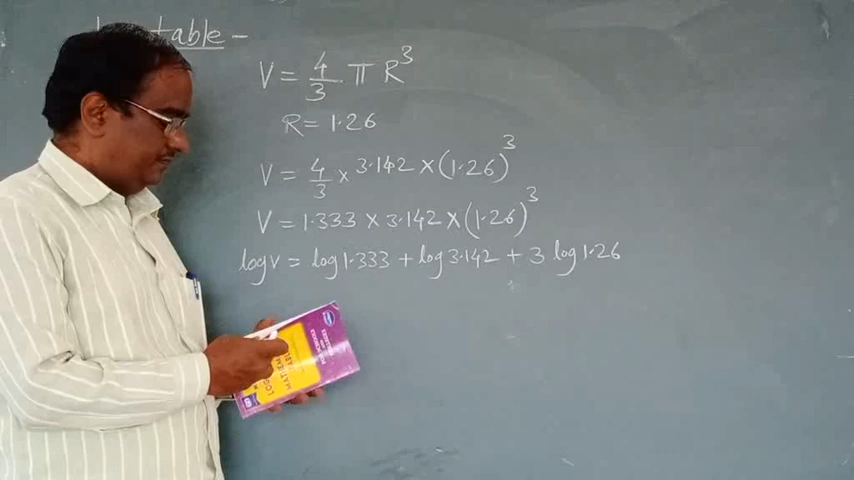 table -
V = 4/3 π R³
R = 1.26
V = 4/3 × 3.142 × (1.26)³
V = 1.333 × 3.142 × (1.26)³
log V = log 1.333 + log 3.142 + 3 log 1.26